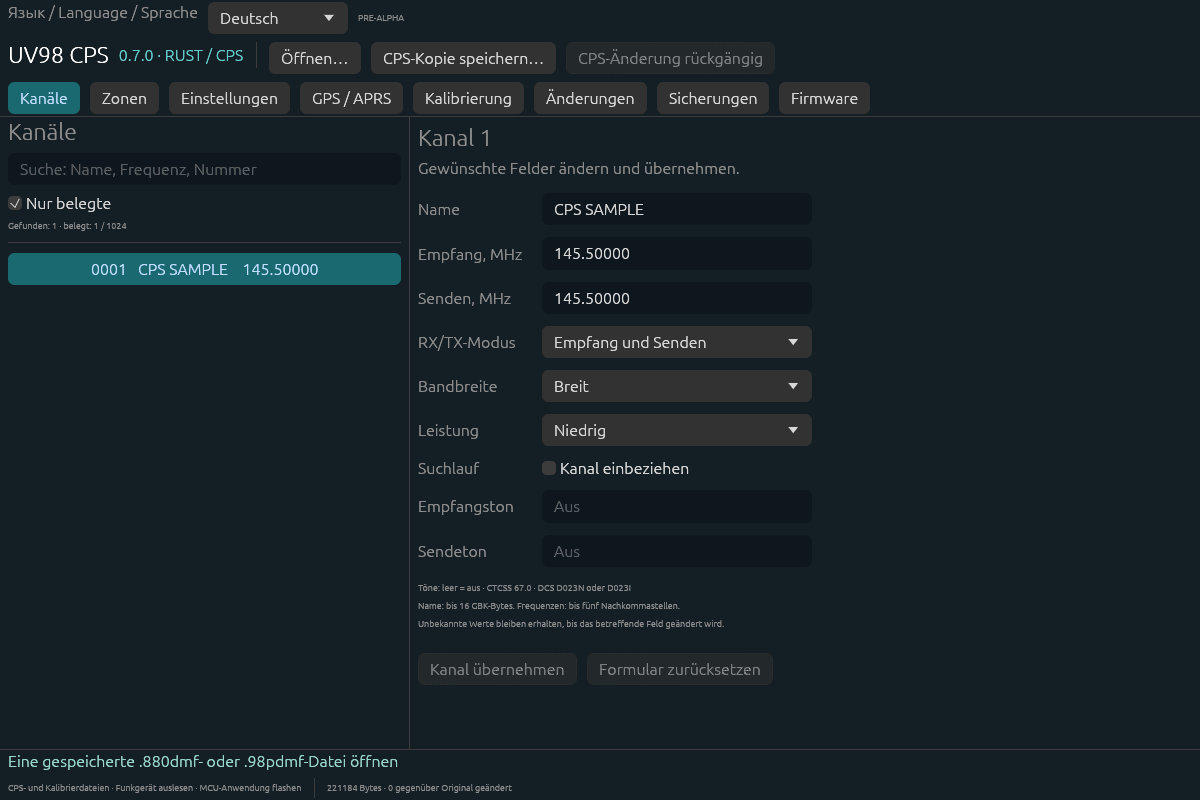 Язык / Language / Sprache Deutsch PRE-ALPHA
UV98 CPS 0.7.0 · RUST / CPS Öffnen… CPS-Kopie speichern… CPS-Änderung rückgängig
Kanäle Zonen Einstellungen GPS / APRS Kalibrierung Änderungen Sicherungen Firmware
Kanäle
Suche: Name, Frequenz, Nummer
Nur belegte
Gefunden: 1 · belegt: 1 / 1024
0001 CPS SAMPLE 145.50000
Kanal 1
Gewünschte Felder ändern und übernehmen.
Name CPS SAMPLE
Empfang, MHz 145.50000
Senden, MHz 145.50000
RX/TX-Modus Empfang und Senden
Bandbreite Breit
Leistung Niedrig
Suchlauf Kanal einbeziehen
Empfangston Aus
Sendeton Aus
Töne: leer = aus · CTCSS 67.0 · DCS D023N oder D023I
Name: bis 16 GBK-Bytes. Frequenzen: bis fünf Nachkommastellen.
Unbekannte Werte bleiben erhalten, bis das betreffende Feld geändert wird.
Kanal übernehmen Formular zurücksetzen
Eine gespeicherte .880dmf- oder .98pdmf-Datei öffnen
CPS- und Kalibrierdateien · Funkgerät auslesen · MCU-Anwendung flashen 221184 Bytes · 0 gegenüber Original geändert